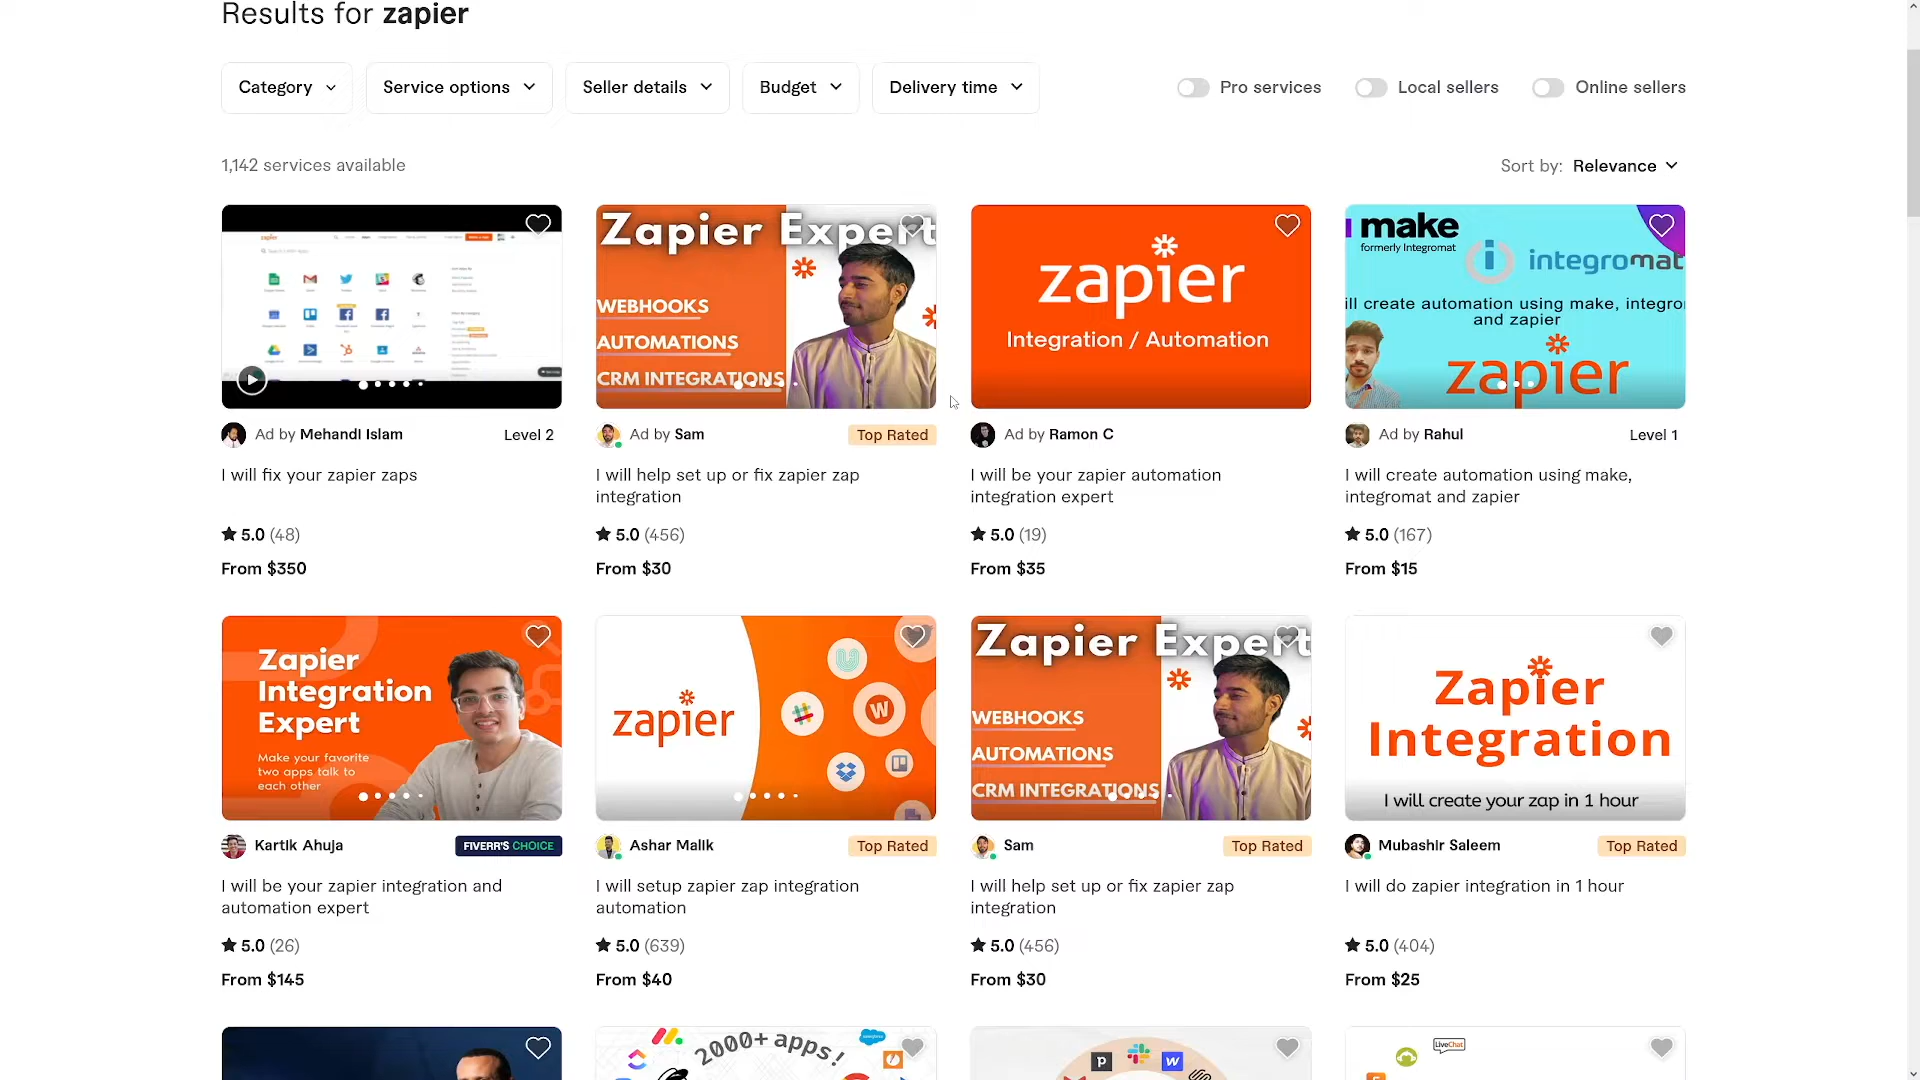 Results for zapier
Category
Service options
Seller details
Budget
Delivery time
Pro services
Local sellers
Online sellers
1,142 services available
Sort by: Relevance
Zapier Expert
WEBHOOKS
AUTOMATIONS
CRM INTEGRATIONS
zapier
Integration / Automation
make
formerly Integromat
integromat
ill create automation using make, integro
and zapier
zapier
Ad by Mehandi Islam
Level 2
Ad by Sam
Top Rated
Ad by Ramon C
Ad by Rahul
Level 1
I will fix your zapier zaps
I will help set up or fix zapier zap
integration
I will be your zapier automation
integration expert
I will create automation using make,
integromat and zapier
5.0 (48)
5.0 (456)
5.0 (19)
5.0 (167)
From $350
From $30
From $35
From $15
Zapier
Integration
Expert
Make your favorite
two apps talk to
each other
zapier
W
Zapier Expert
WEBHOOKS
AUTOMATIONS
CRM INTEGRATIONS
Zapier
Integration
I will create your zap in 1 hour
Kartik Ahuja
FIVERR'S CHOICE
Ashar Malik
Top Rated
Sam
Top Rated
Mubashir Saleem
Top Rated
I will be your zapier integration and
automation expert
I will setup zapier zap integration
automation
I will help set up or fix zapier zap
integration
I will do zapier integration in 1 hour
5.0 (26)
5.0 (639)
5.0 (456)
5.0 (404)
From $145
From $40
From $30
From $25
2000+ apps!
p
w
LiveChat